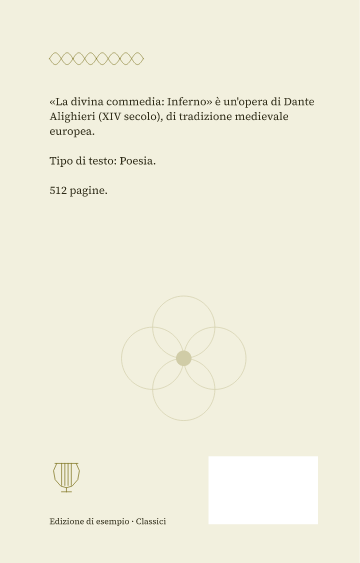 «La divina commedia: Inferno» è un'opera di Dante
Alighieri (XIV secolo), di tradizione medievale
europea.
Tipo di testo: Poesia.
512 pagine.
Edizione di esempio · Classici